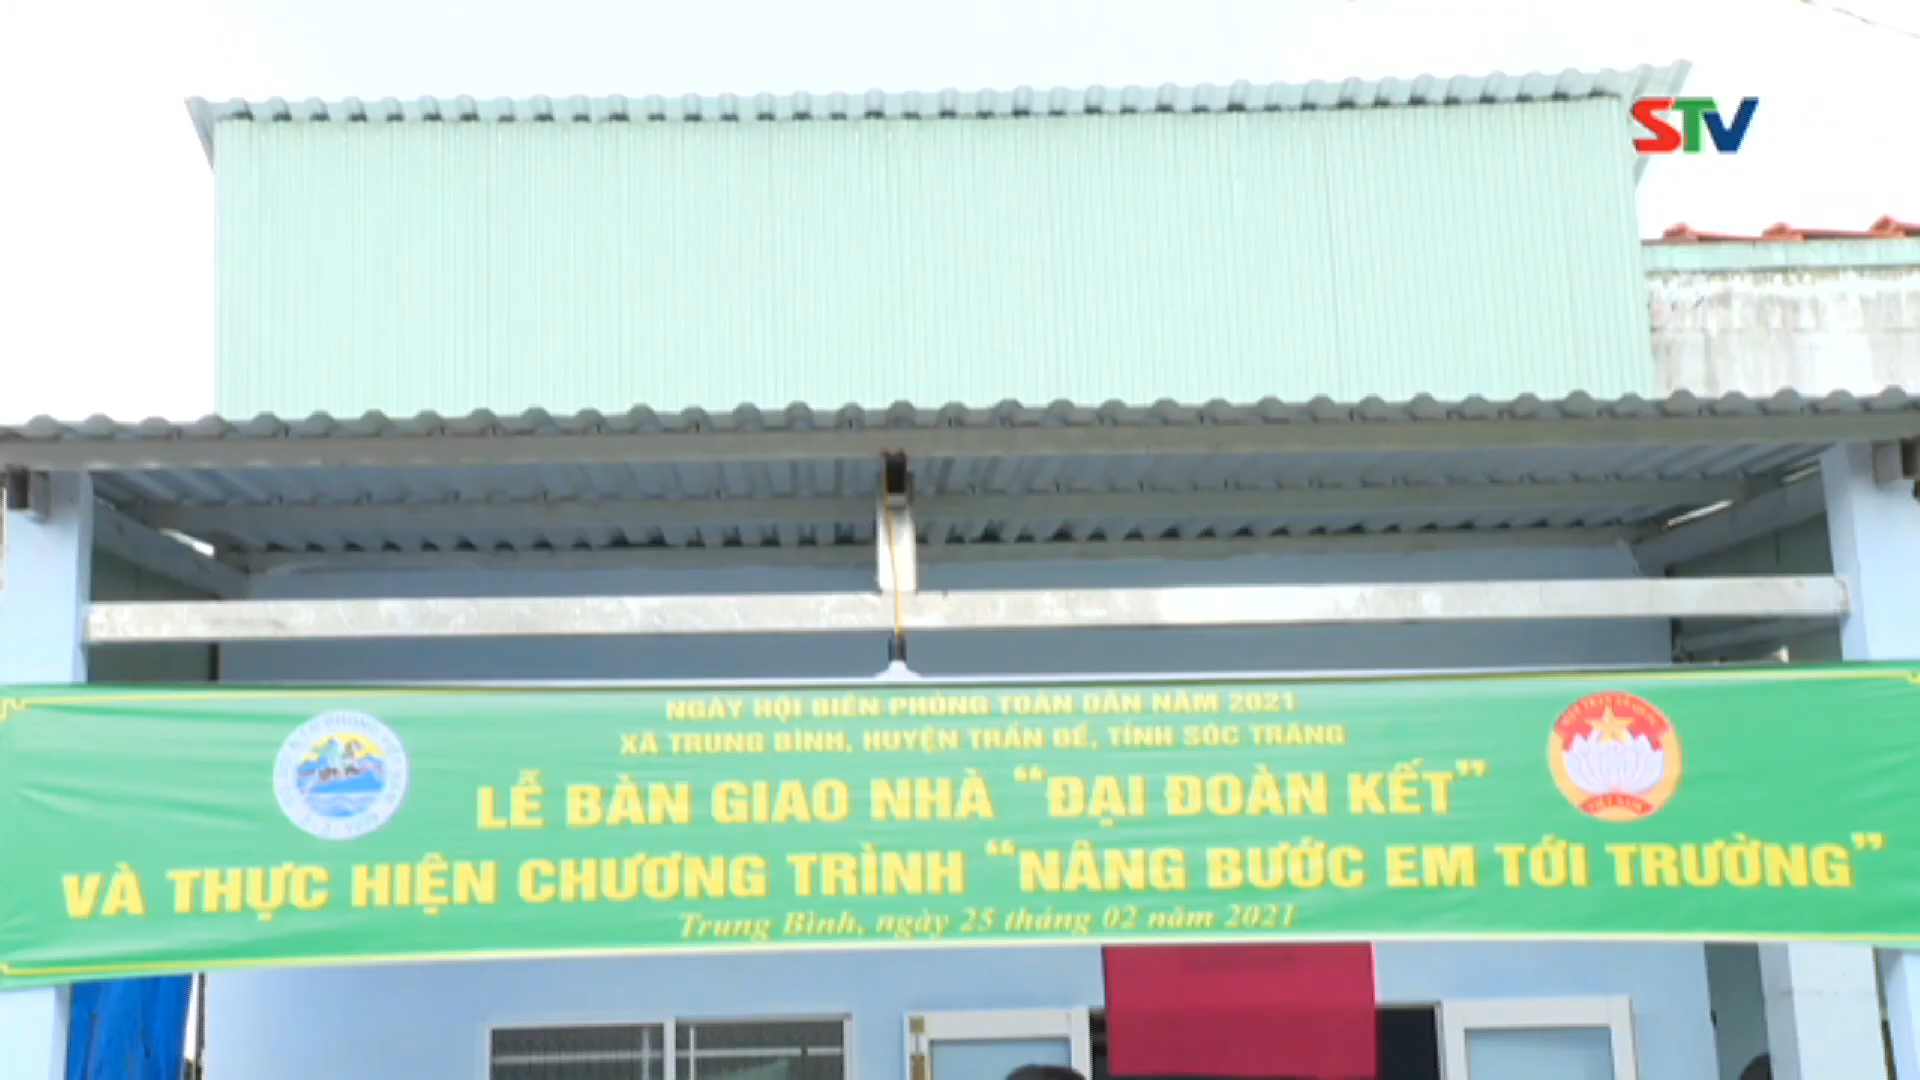 STV
NGÀY HỘI BIÊN PHÒNG TOÀN DÂN NĂM 2021
XÃ TRUNG BÌNH, HUYỆN TRẦN ĐỀ, TỈNH SÓC TRĂNG
LỄ BÀN GIAO NHÀ “ĐẠI ĐOÀN KẾT”
VÀ THỰC HIỆN CHƯƠNG TRÌNH “NÂNG BƯỚC EM TỚI TRƯỜNG”
Trung Bình, ngày 25 tháng 02 năm 2021
VIỆT NAM